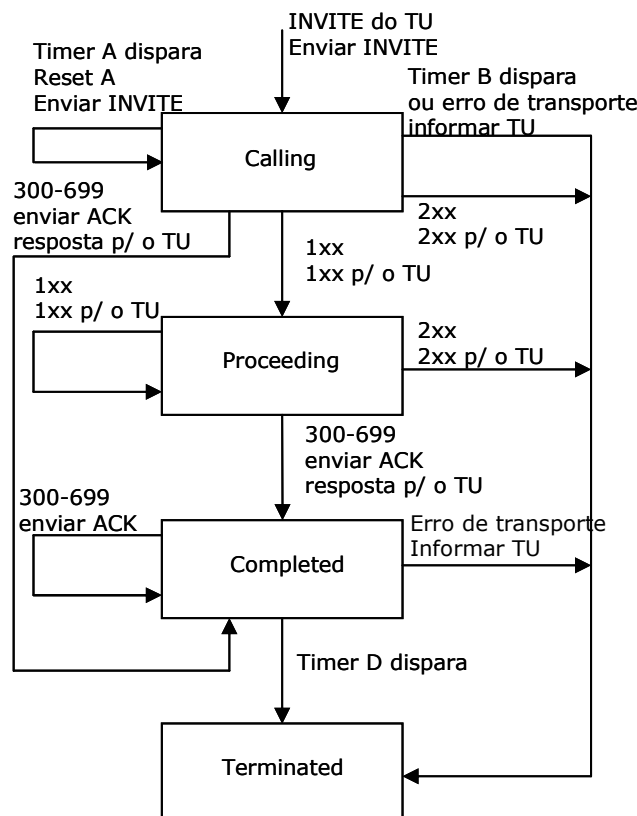 INVITE do TU
Enviar INVITE
Timer A dispara
Reset A
Enviar INVITE
Timer B dispara
ou erro de transporte
informar TU
Calling
300-699
enviar ACK
resposta p/ o TU
2xx
2xx p/ o TU
1xx
1xx p/ o TU
1xx
1xx p/ o TU
Proceeding
2xx
2xx p/ o TU
300-699
enviar ACK
resposta p/ o TU
300-699
enviar ACK
Completed
Erro de transporte
Informar TU
Timer D dispara
Terminated